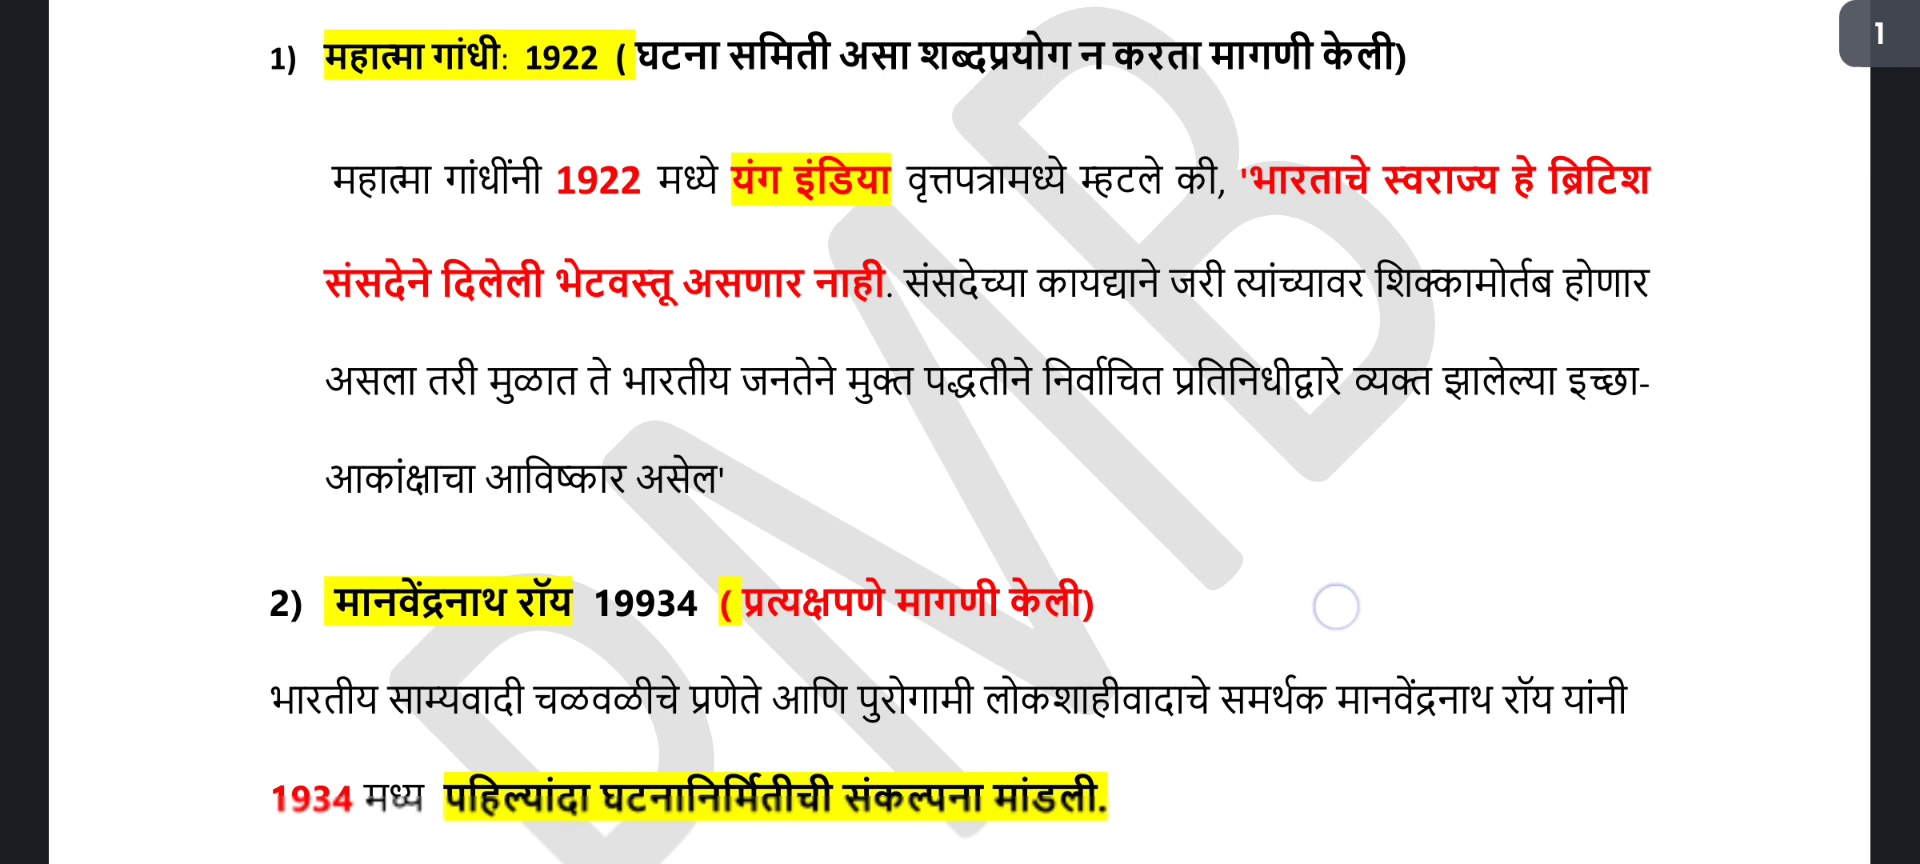 1
1) महात्मा गांधी: 1922 ( घटना समिती असा शब्दप्रयोग न करता मागणी केली)
महात्मा गांधींनी 1922 मध्ये यंग इंडिया वृत्तपत्रामध्ये म्हटले की, 'भारताचे स्वराज्य हे ब्रिटिश
संसदेने दिलेली भेटवस्तू असणार नाही. संसदेच्या कायद्याने जरी त्यांच्यावर शिक्कामोर्तब होणार
असला तरी मुळात ते भारतीय जनतेने मुक्त पद्धतीने निर्वाचित प्रतिनिधीद्वारे व्यक्त झालेल्या इच्छा-
आकांक्षाचा आविष्कार असेल'
2) मानवेंद्रनाथ रॉय 19934 ( प्रत्यक्षपणे मागणी केली)
भारतीय साम्यवादी चळवळीचे प्रणेते आणि पुरोगामी लोकशाहीवादाचे समर्थक मानवेंद्रनाथ रॉय यांनी
1934 मध्य पहिल्यांदा घटनानिर्मितीची संकल्पना मांडली.
DMB